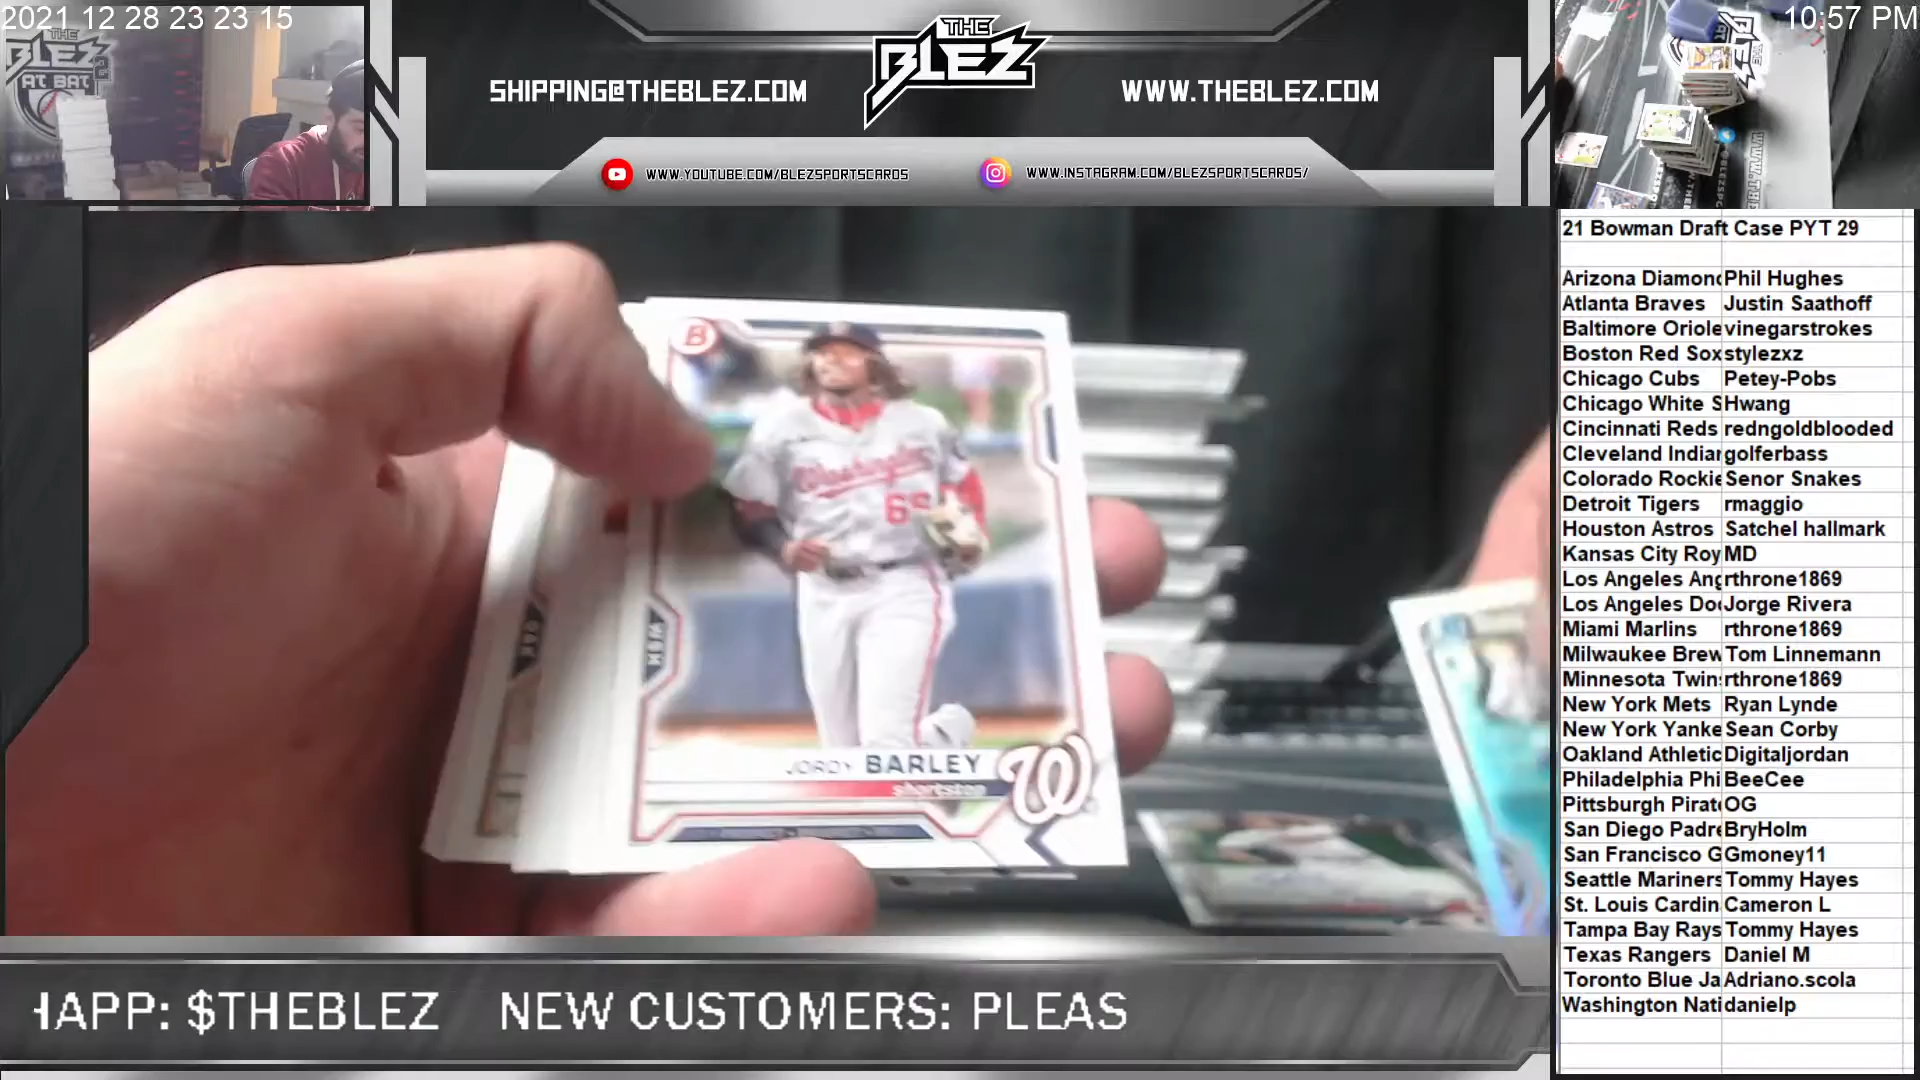 2021 12 28 23 23 15
10:57 PM
THE
BLEZ
AT BAT
THE
BLEZ
SHIPPING@THEBLEZ.COM
WWW.THEBLEZ.COM
WWW.YOUTUBE.COM/BLEZSPORTSCARDS
WWW.INSTAGRAM.COM/BLEZSPORTSCARDS/
21 Bowman Draft Case PYT 29
Arizona Diamond Phil Hughes
Atlanta Braves Justin Saathoff
Baltimore Oriole vinegarstrokes
Boston Red Sox stylezxz
Chicago Cubs Petey-Pobs
Chicago White S Hwang
Cincinnati Reds redngoldblooded
Cleveland Indian golferbass
Colorado Rockie Senor Snakes
Detroit Tigers rmaggio
Houston Astros Satchel hallmark
Kansas City Roy MD
Los Angeles Ang rthrone1869
Los Angeles Do Jorge Rivera
Miami Marlins rthrone1869
Milwaukee Brew Tom Linnemann
Minnesota Twins rthrone1869
New York Mets Ryan Lynde
New York Yanke Sean Corby
Oakland Athletic Digitaljordan
Philadelphia Phi BeeCee
Pittsburgh Pirat OG
San Diego Padre BryHolm
San Francisco G Gmoney11
Seattle Mariners Tommy Hayes
St. Louis Cardin Cameron L
Tampa Bay Rays Tommy Hayes
Texas Rangers Daniel M
Toronto Blue Ja Adriano.scola
Washington Nati danielp
B
Washington
WSH
JORDY BARLEY
shortstop
W
HAPP: $THEBLEZ NEW CUSTOMERS: PLEAS